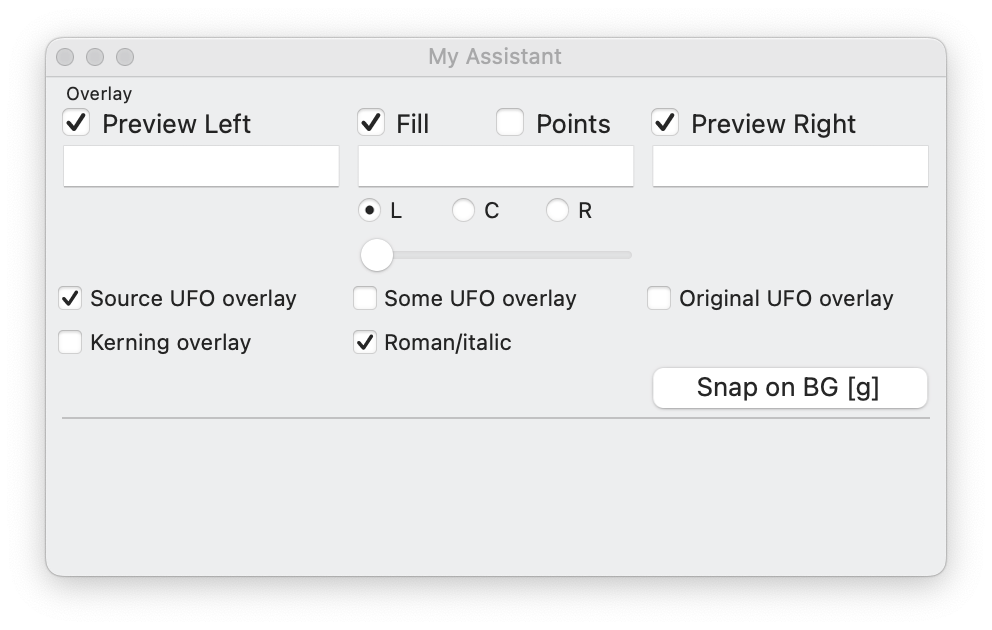 My Assistant
Overlay
Preview Left Fill Points Preview Right
L C R
Source UFO overlay Some UFO overlay Original UFO overlay
Kerning overlay Roman/italic
Snap on BG [g]